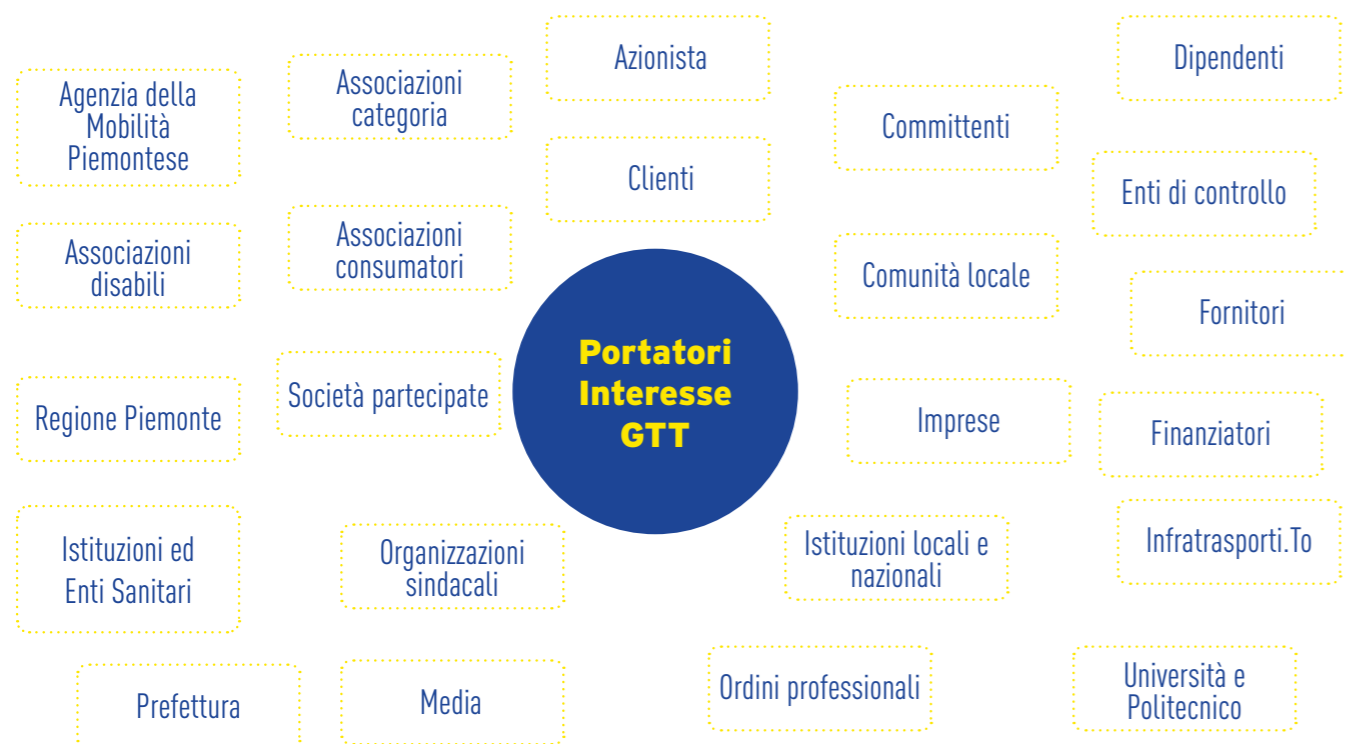 Azionista
Dipendenti
Agenzia della
Mobilità
Piemontese
Associazioni
categoria
Committenti
Clienti
Enti di controllo
Associazioni
disabili
Associazioni
consumatori
Comunità locale
Fornitori
Portatori
Interesse
GTT
Regione Piemonte
Società partecipate
Imprese
Finanziatori
Istituzioni ed
Enti Sanitari
Organizzazioni
sindacali
Istituzioni locali e
nazionali
Infratrasporti.To
Prefettura
Media
Ordini professionali
Università e
Politecnico